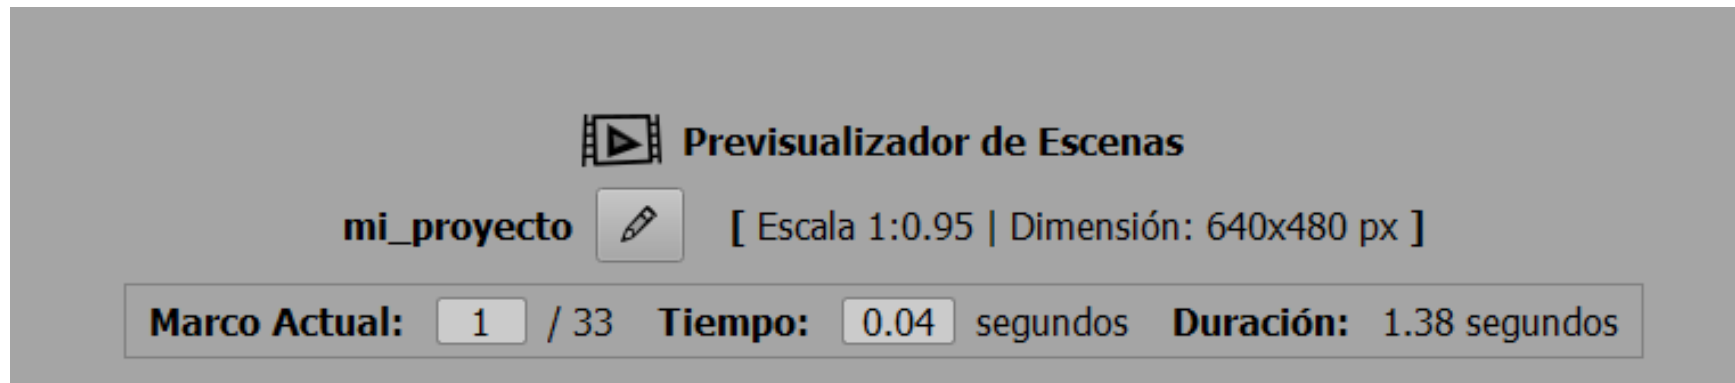 Previsualizador de Escenas
mi_proyecto [ Escala 1:0.95 | Dimensión: 640x480 px ]
Marco Actual: 1 / 33 Tiempo: 0.04 segundos Duración: 1.38 segundos